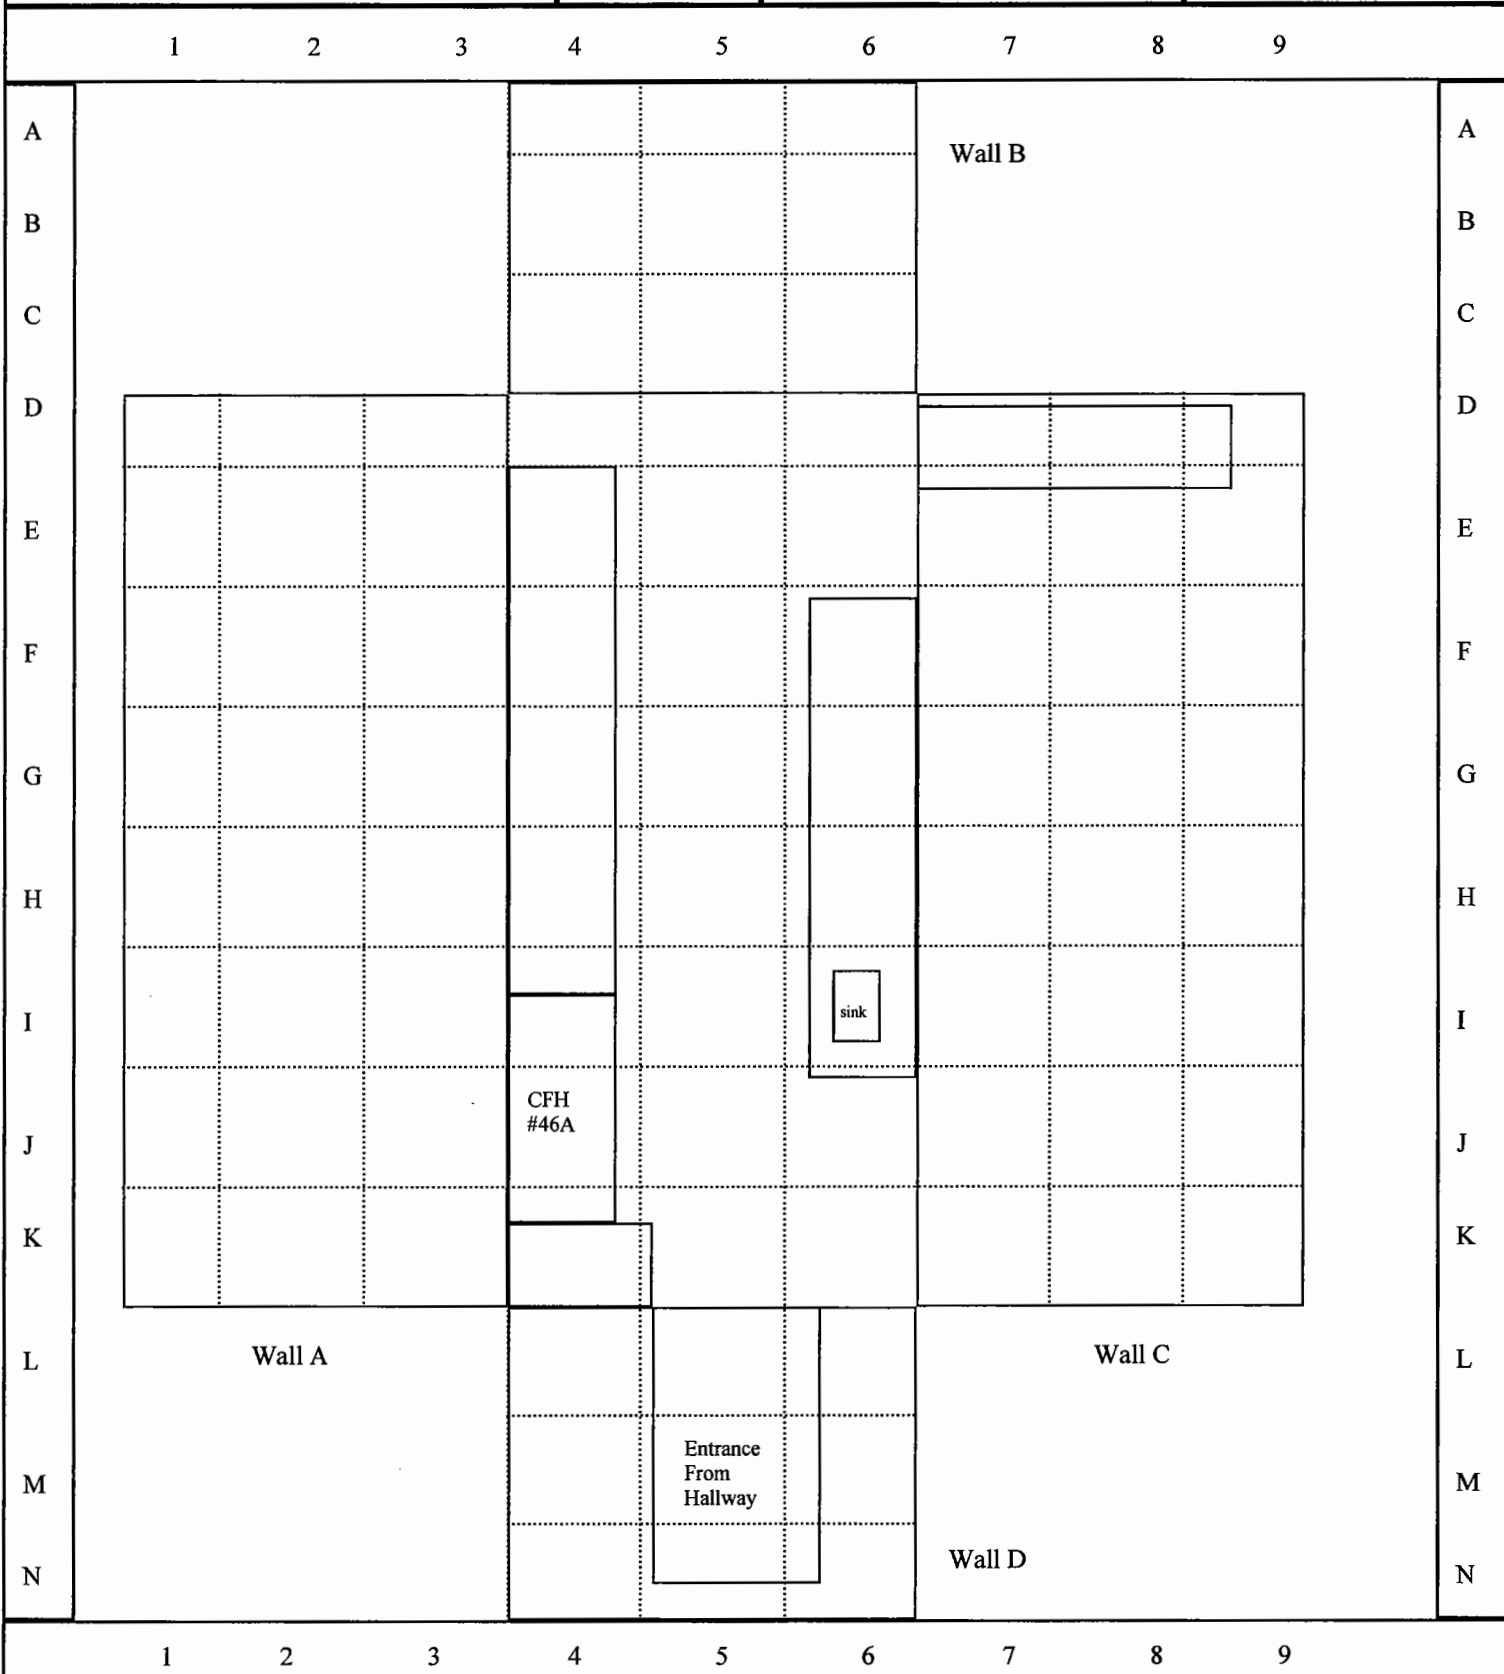 1 2 3 4 5 6 7 8 9
A A
Wall B
B B
C C
D D
E E
F F
G G
H H
I sink I
CFH
#46A
J J
K K
Wall A Wall C
L L
Entrance
From
M M
Hallway
Wall D
N N
1 2 3 4 5 6 7 8 9